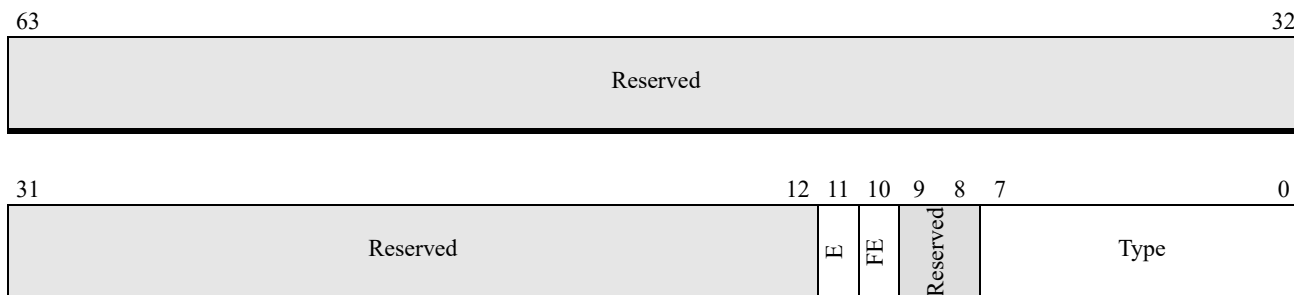 63 32
Reserved
31 12 11 10 9 8 7 0
Reserved E FE Reserved Type